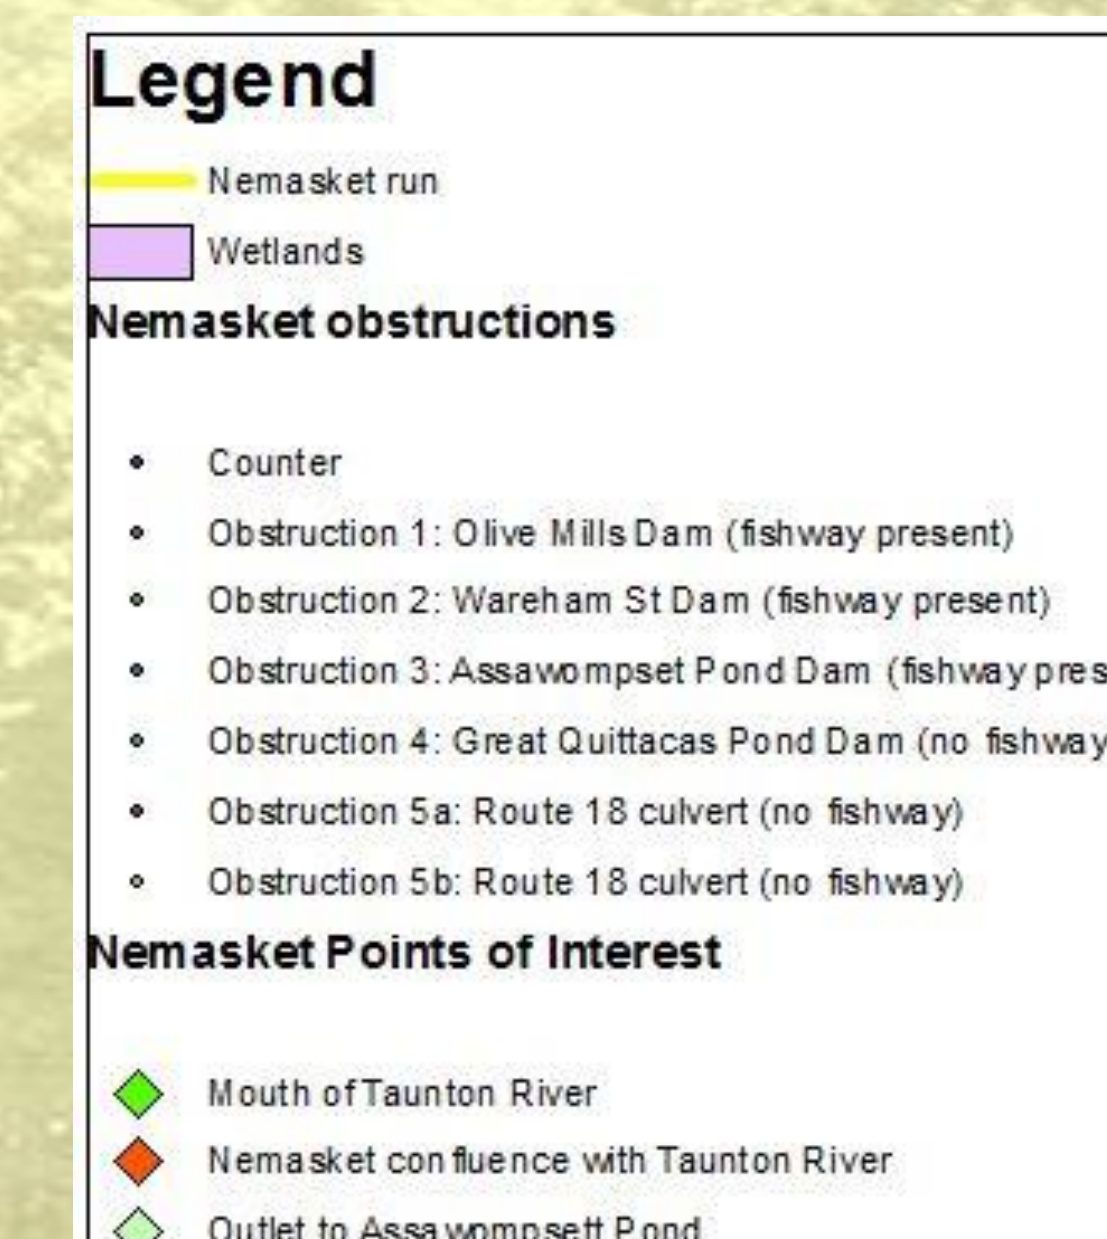 Legend
Nemasket run
Wetlands
Nemasket obstructions
Counter
Obstruction 1: Olive Mills Dam (fishway present)
Obstruction 2: Wareham St Dam (fishway present)
Obstruction 3: Assawompset Pond Dam (fishway pres
Obstruction 4: Great Quittacas Pond Dam (no fishway
Obstruction 5a: Route 18 culvert (no fishway)
Obstruction 5b: Route 18 culvert (no fishway)
Nemasket Points of Interest
Mouth of Taunton River
Nemasket confluence with Taunton River
Outlet to Assawompsett Pond